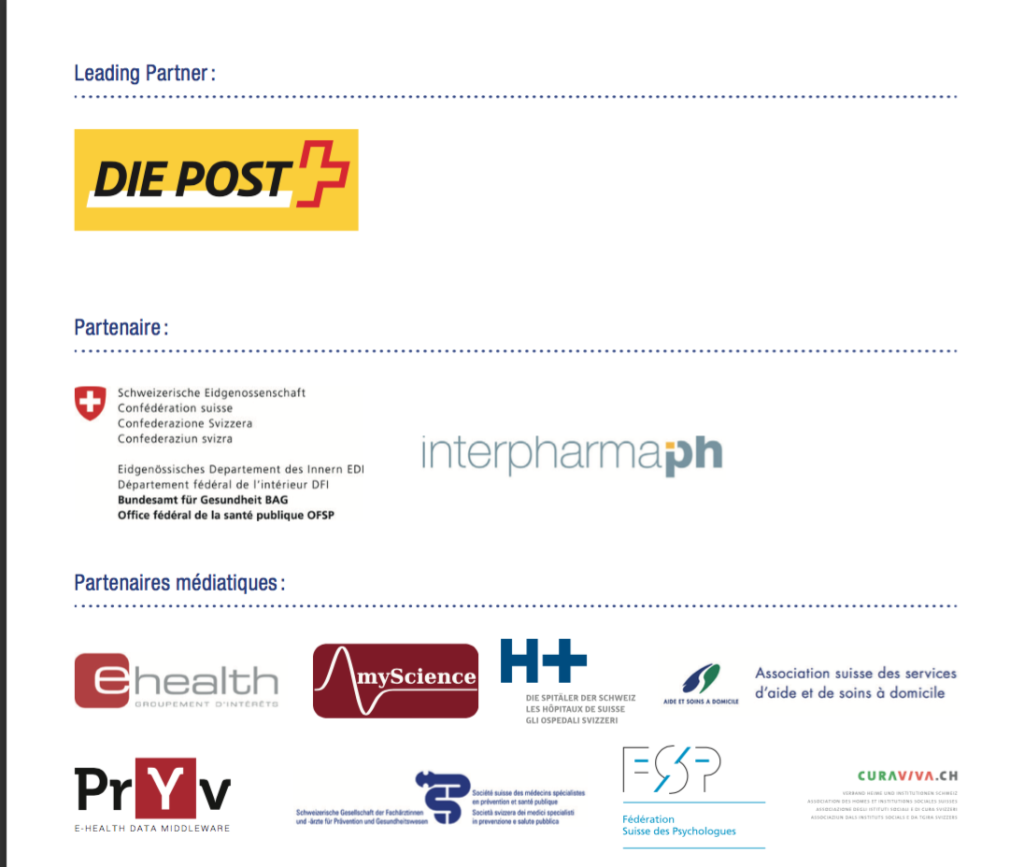 Leading Partner :
DIE POST
Partenaire :
Schweizerische Eidgenossenschaft
Confédération suisse
Confederazione Svizzera
Confederaziun svizra
Eidgenössisches Departement des Innern EDI
Département fédéral de l'intérieur DFI
Bundesamt für Gesundheit BAG
Office fédéral de la santé publique OFSP
interpharmaph
Partenaires médiatiques :
ehealth
GROUPEMENT D'INTÉRÊTS
myScience
H+
DIE SPITÄLER DER SCHWEIZ
LES HÔPITAUX DE SUISSE
GLI OSPEDALI SVIZZERI
AIDE ET SOINS A DOMICILE
Association suisse des services
d'aide et de soins à domicile
PrYv
E-HEALTH DATA MIDDLEWARE
Schweizerische Gesellschaft der Fachärztinnen
und -ärzte für Prävention und Gesundheitswesen
Société suisse des médecins spécialistes
en prévention et santé publique
Società svizzera dei medici specialisti
in prevenzione e salute pubblica
FSP
Fédération
Suisse des Psychologues
CURAVIVA.CH
VERBAND HEIME UND INSTITUTIONEN SCHWEIZ
ASSOCIATION DES HOMES ET INSTITUTIONS SOCIALES SUISSES
ASSOCIAZIONE DEGLI ISTITUTI SOCIALI E DI CURA SVIZZERI
ASSOCIAZIUN DALS INSTITUTS SOCIALS E DA TGIRA SVIZZERS